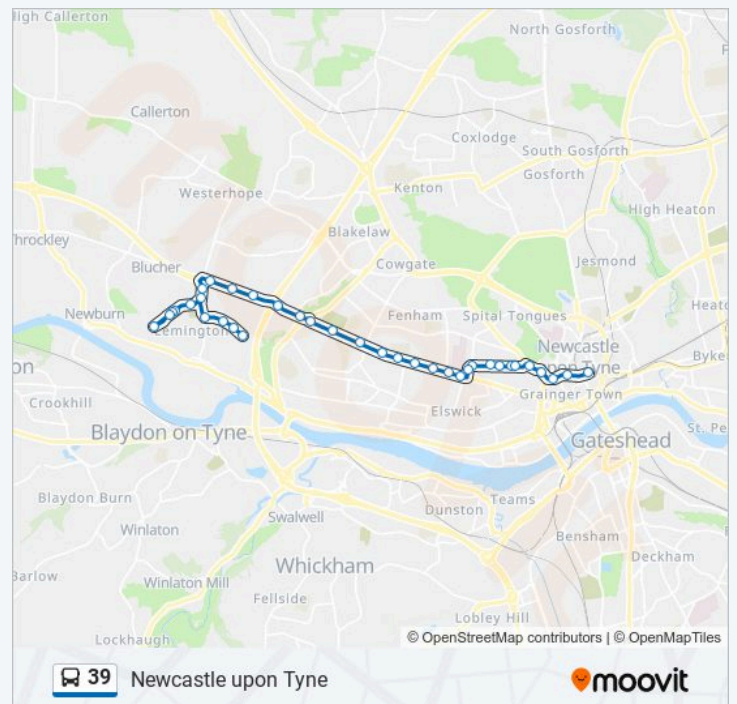 High Callerton
North Gosforth
Callerton
Coxlodge
South Gosforth
Gosforth
Westerhope
Kenton
High Heaton
Blakelaw
Throckley
Jesmond
Blucher
Cowgate
Newburn
Fenham
Spital Tongues
Lemington
Newcastle
upon Tyne
Grainger Town
Crookhill
Elswick
Blaydon on Tyne
Gateshead
St. Pe
Blaydon Burn
Teams
Dunston
Swalwell
Winlaton
Bensham
Deckham
Whickham
Barlow
Winlaton Mill
Fellside
Lobley Hill
Lockhaugh
© OpenStreetMap contributors | © OpenMapTiles
39 Newcastle upon Tyne
moovit